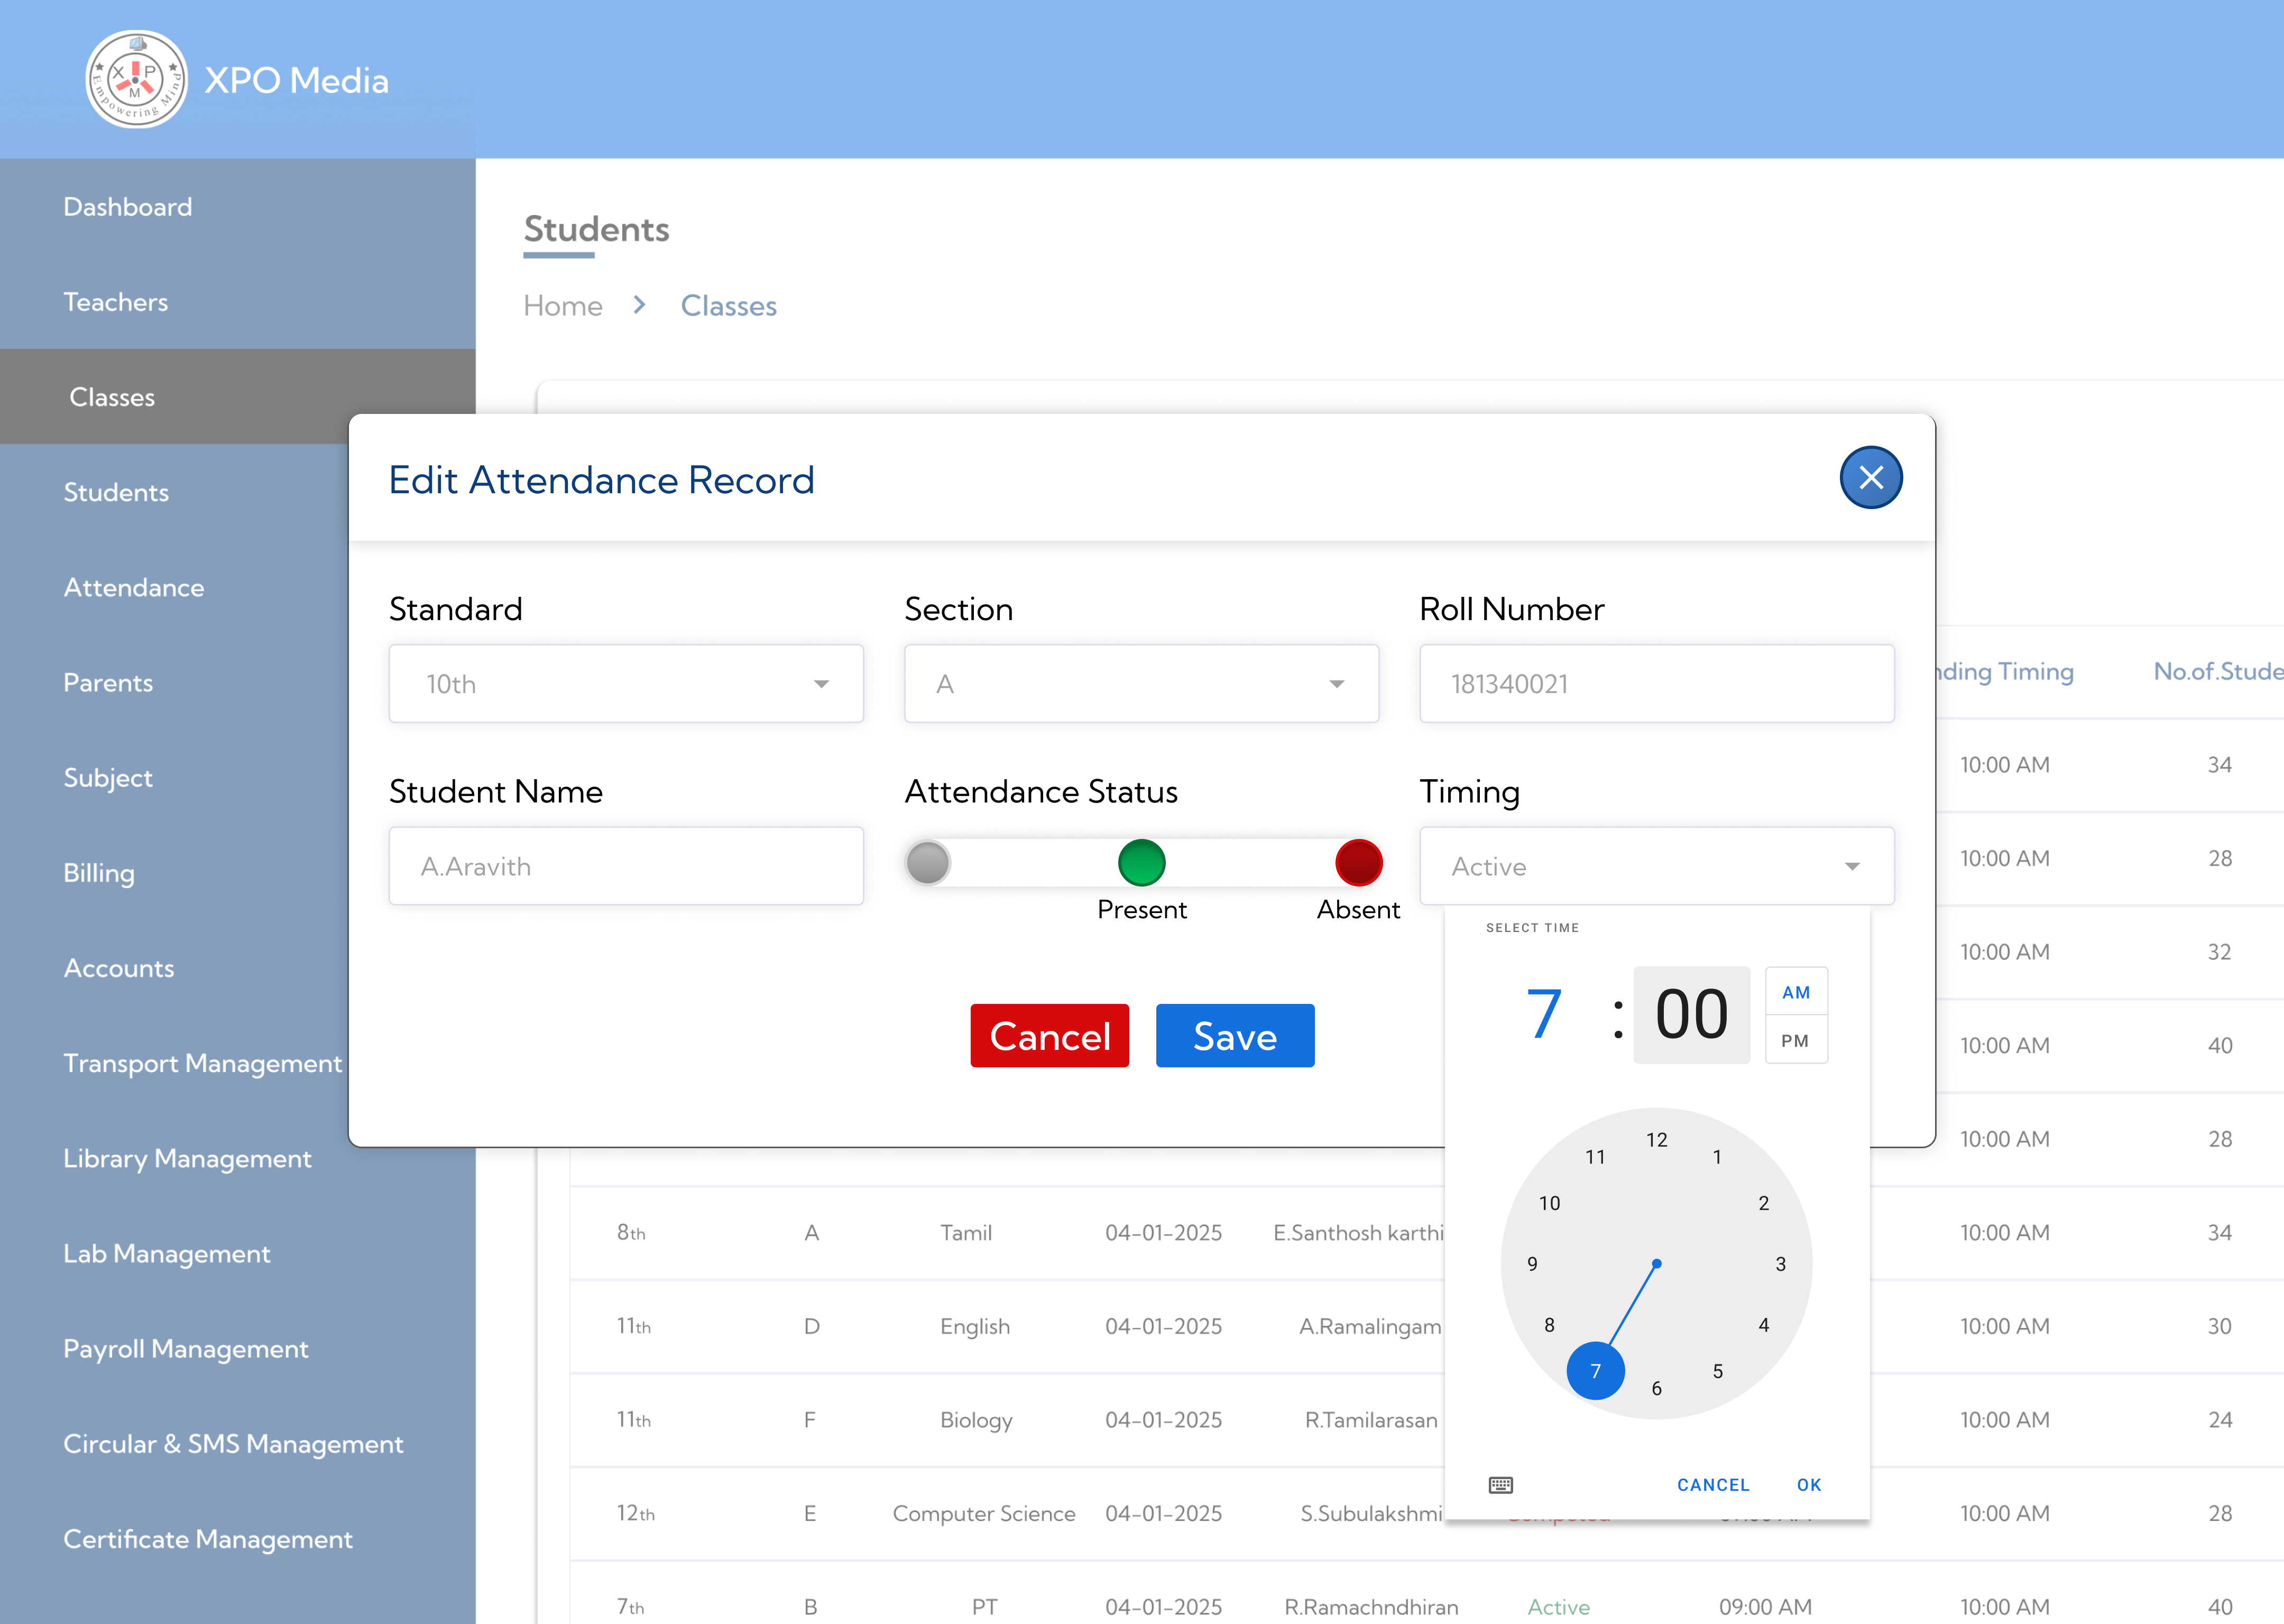 XPO Media
X P M
Empowering Mind
Dashboard
Teachers
Classes
Students
Attendance
Parents
Subject
Billing
Accounts
Transport Management
Library Management
Lab Management
Payroll Management
Circular & SMS Management
Certificate Management
Students
Home > Classes
Edit Attendance Record
Standard
10th
Section
A
Roll Number
181340021
Student Name
A.Aravith
Attendance Status
Present
Absent
Timing
Active
Cancel
Save
SELECT TIME
7 : 00
AM
PM
12
1
2
3
4
5
6
7
8
9
10
11
CANCEL
OK
nding Timing No.of.Stude
10:00 AM 34
10:00 AM 28
10:00 AM 32
10:00 AM 40
10:00 AM 28
8th A Tamil 04-01-2025 E.Santhosh karthi 10:00 AM 34
11th D English 04-01-2025 A.Ramalingam 10:00 AM 30
11th F Biology 04-01-2025 R.Tamilarasan 10:00 AM 24
12th E Computer Science 04-01-2025 S.Subulakshmi 10:00 AM 28
7th B PT 04-01-2025 R.Ramachndhiran Active 09:00 AM 10:00 AM 40